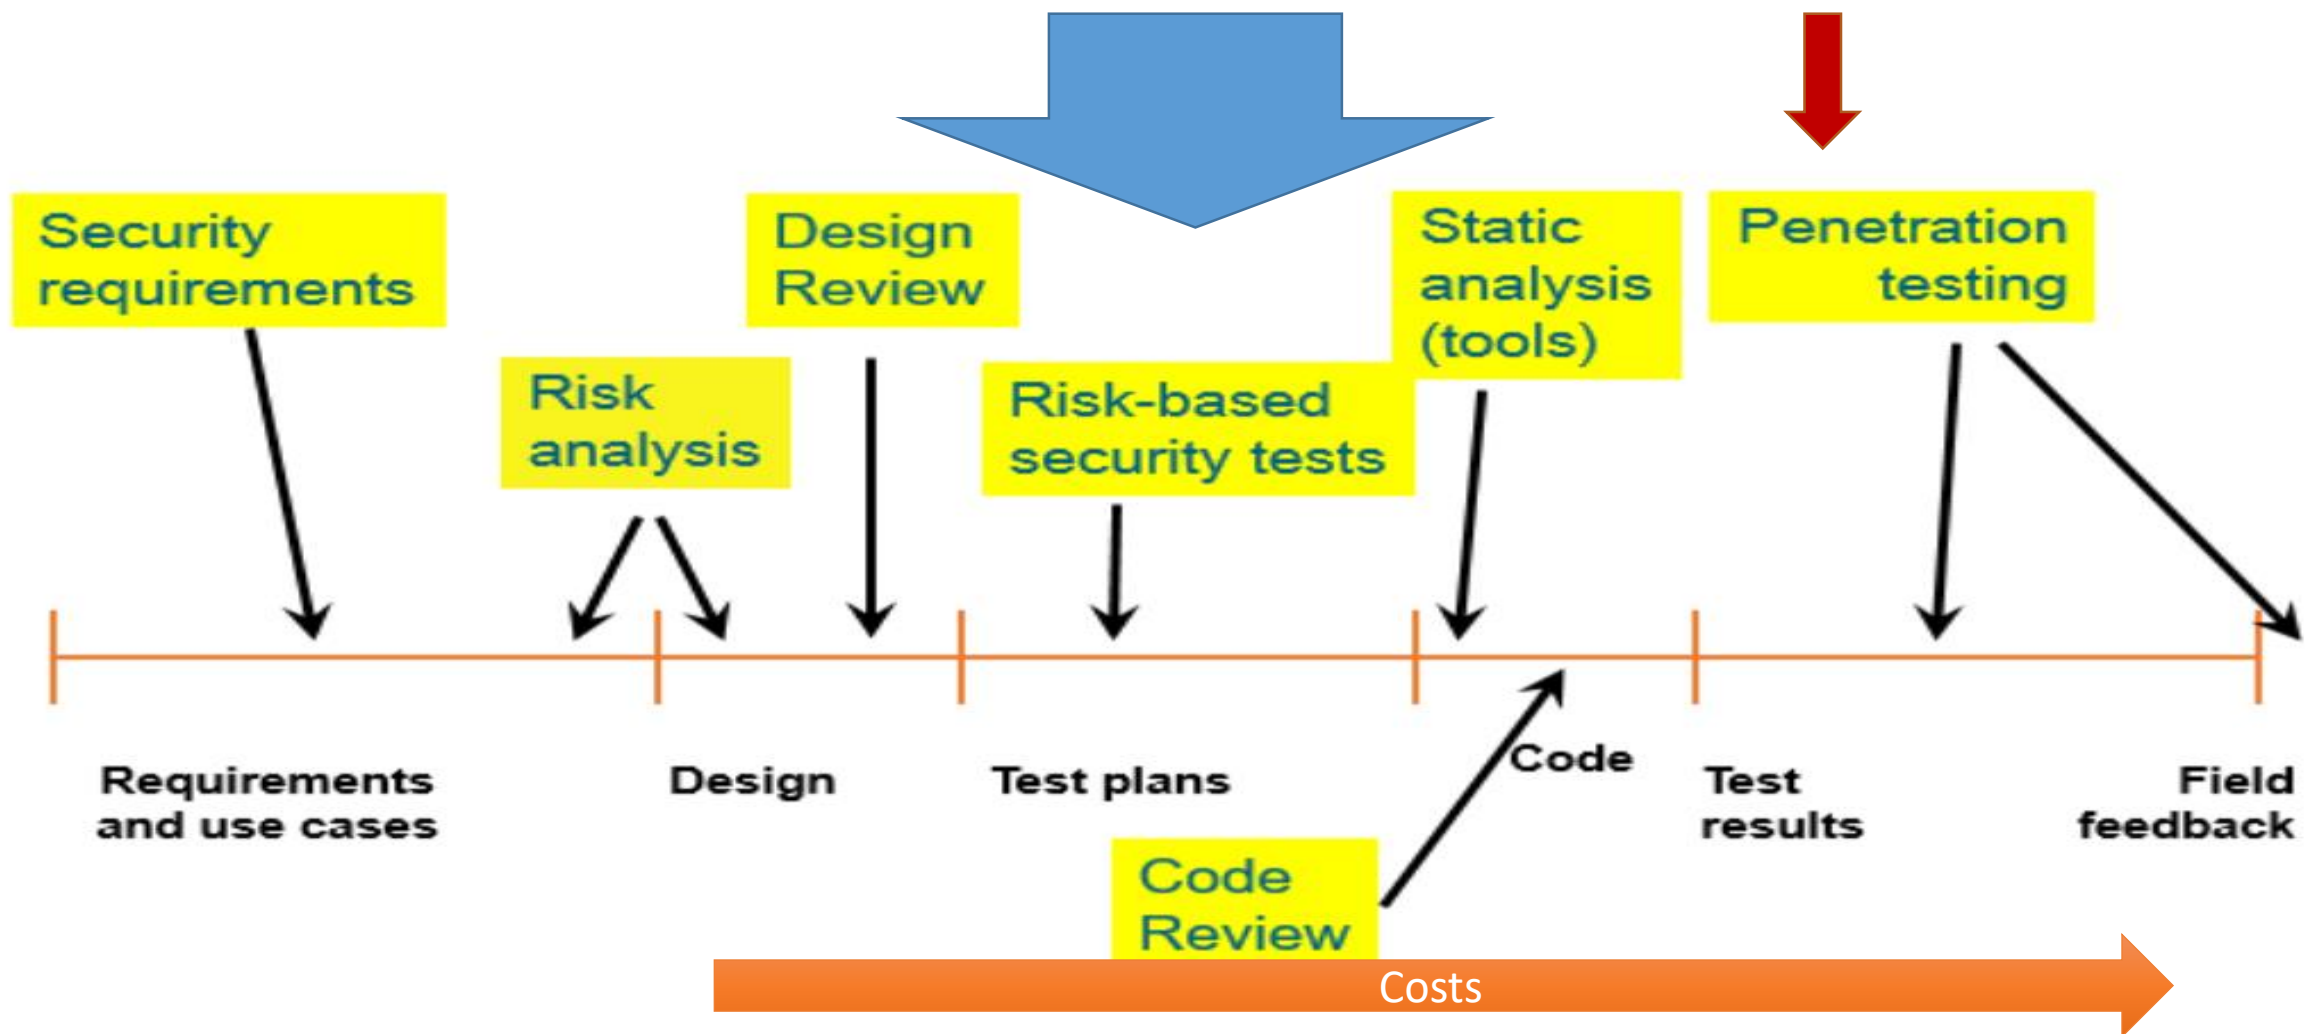 Security
requirements
Risk
analysis
Design
Review
Risk-based
security tests
Static
analysis
(tools)
Penetration
testing
Requirements
and use cases
Design
Test plans
Code
Test
results
Field
feedback
Code
Review
Costs